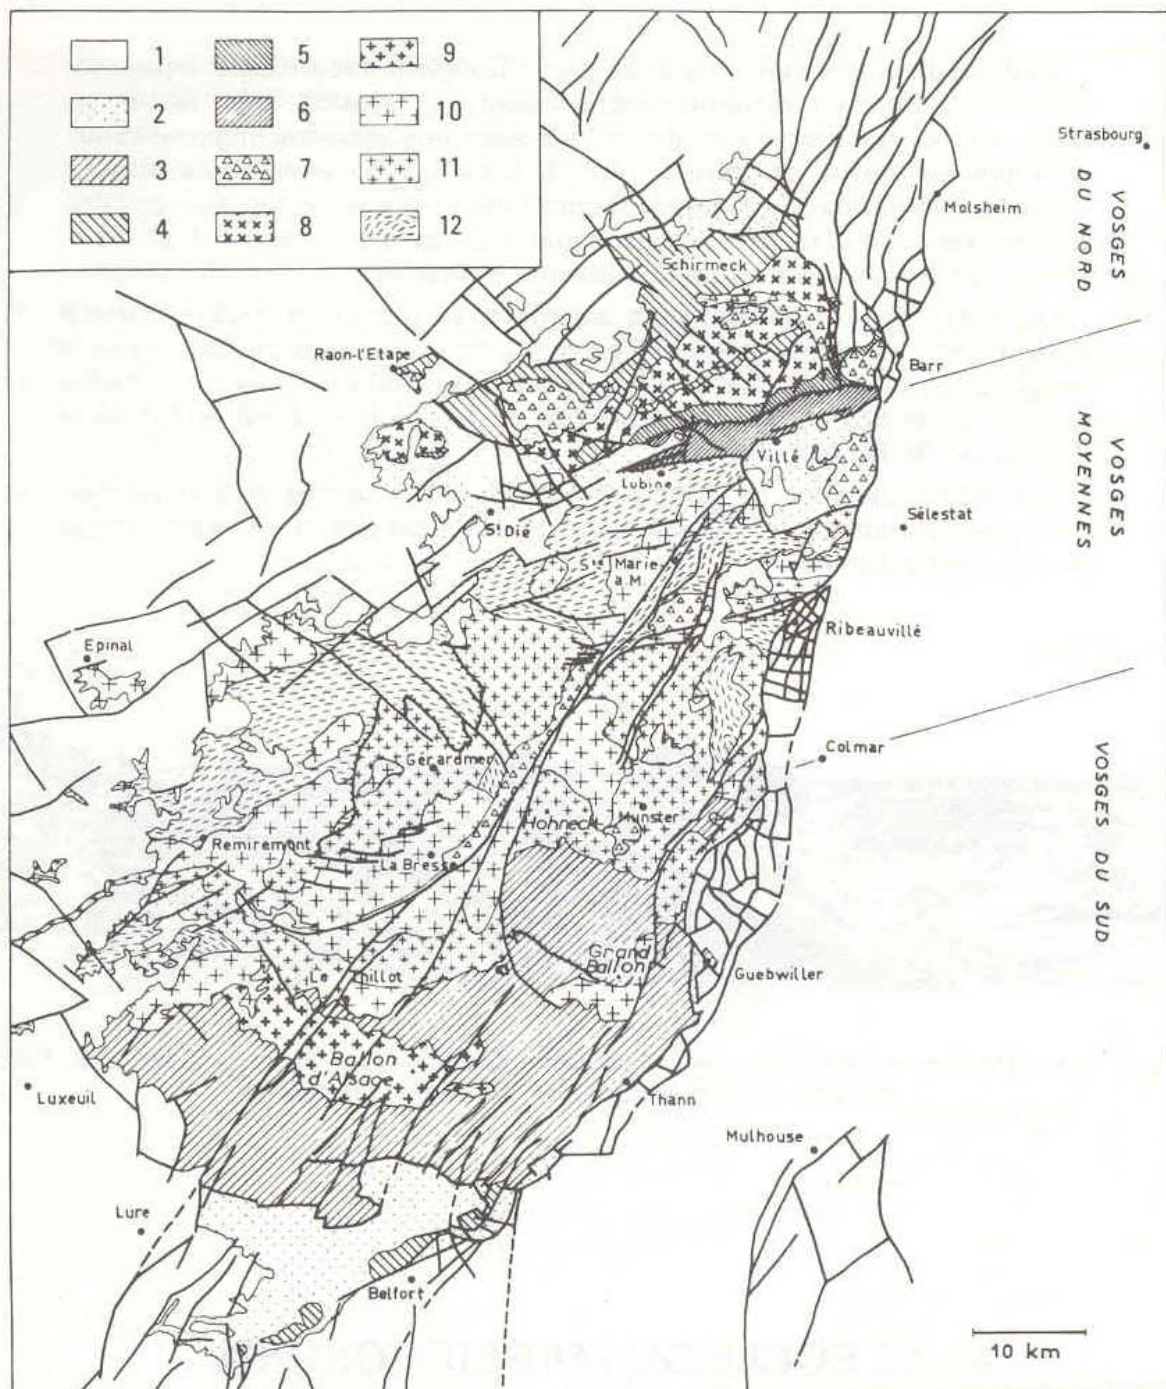 1 5 9
2 6 10
3 7 11
4 8 12
Strasbourg
VOSGES
DU NORD
Molsheim
Schirmeck
Raon-l'Etape
Barr
VOSGES
MOYENNES
Villé
Lubine
Sélestat
St Dié
Ste Marie
a.M.
Ribeauvillé
Epinal
Colmar
VOSGES DU SUD
Gérardmer
Hohneck
Munster
Remiremont
La Bresse
Grand
Ballon
Guebwiller
Le Thillot
Ballon
d'Alsace
Luxeuil
Thann
Mulhouse
Lure
Belfort
10 km